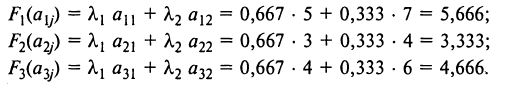 F₁(a₁ⱼ) = λ₁ a₁₁ + λ₂ a₁₂ = 0,667 · 5 + 0,333 · 7 = 5,666;
F₂(a₂ⱼ) = λ₁ a₂₁ + λ₂ a₂₂ = 0,667 · 3 + 0,333 · 4 = 3,333;
F₃(a₃ⱼ) = λ₁ a₃₁ + λ₂ a₃₂ = 0,667 · 4 + 0,333 · 6 = 4,666.